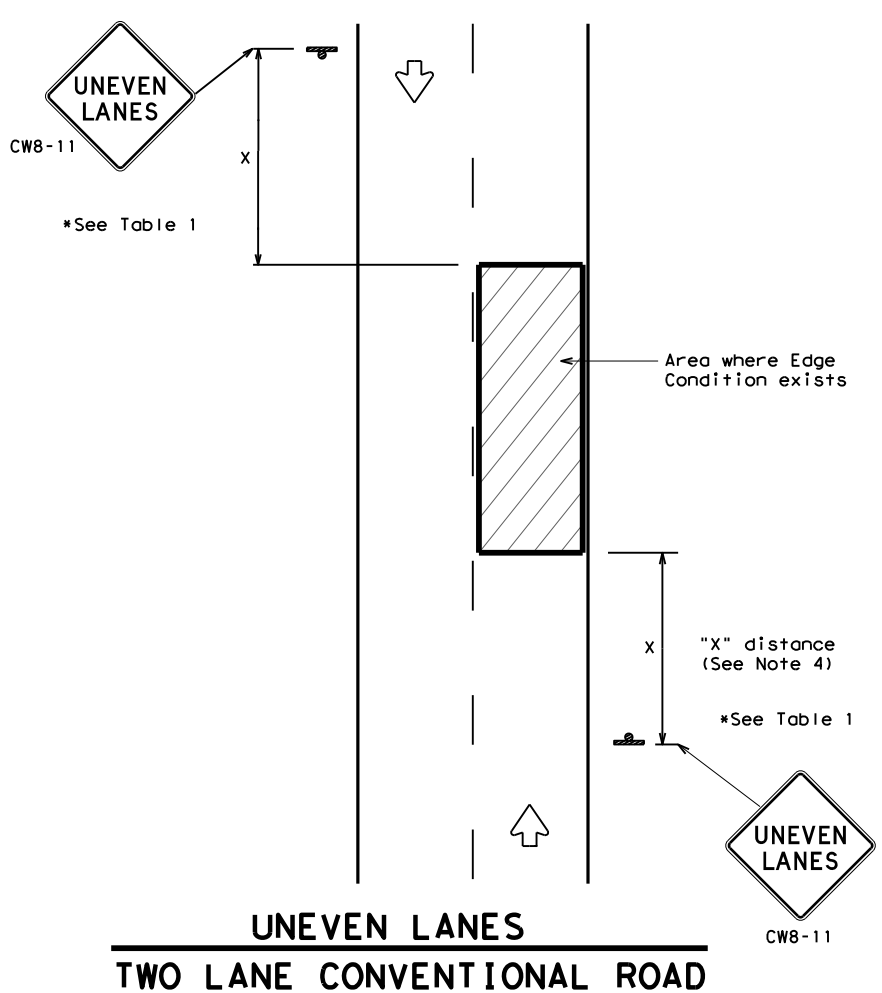 UNEVEN
LANES
CW8-11
X
*See Table 1
Area where Edge
Condition exists
X
"X" distance
(See Note 4)
*See Table 1
UNEVEN
LANES
CW8-11
UNEVEN LANES
TWO LANE CONVENTIONAL ROAD